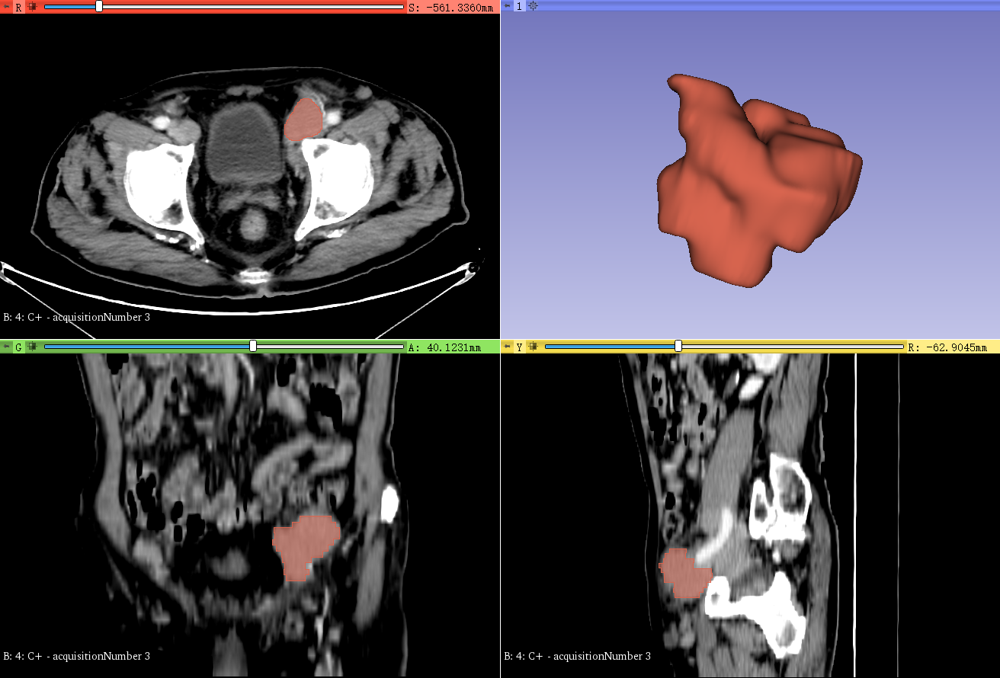 R S: -561.3360mm
1
B: 4: C+ - acquisitionNumber 3
G A: 40.1231mm
Y R: -62.9045mm
B: 4: C+ - acquisitionNumber 3
B: 4: C+ - acquisitionNumber 3